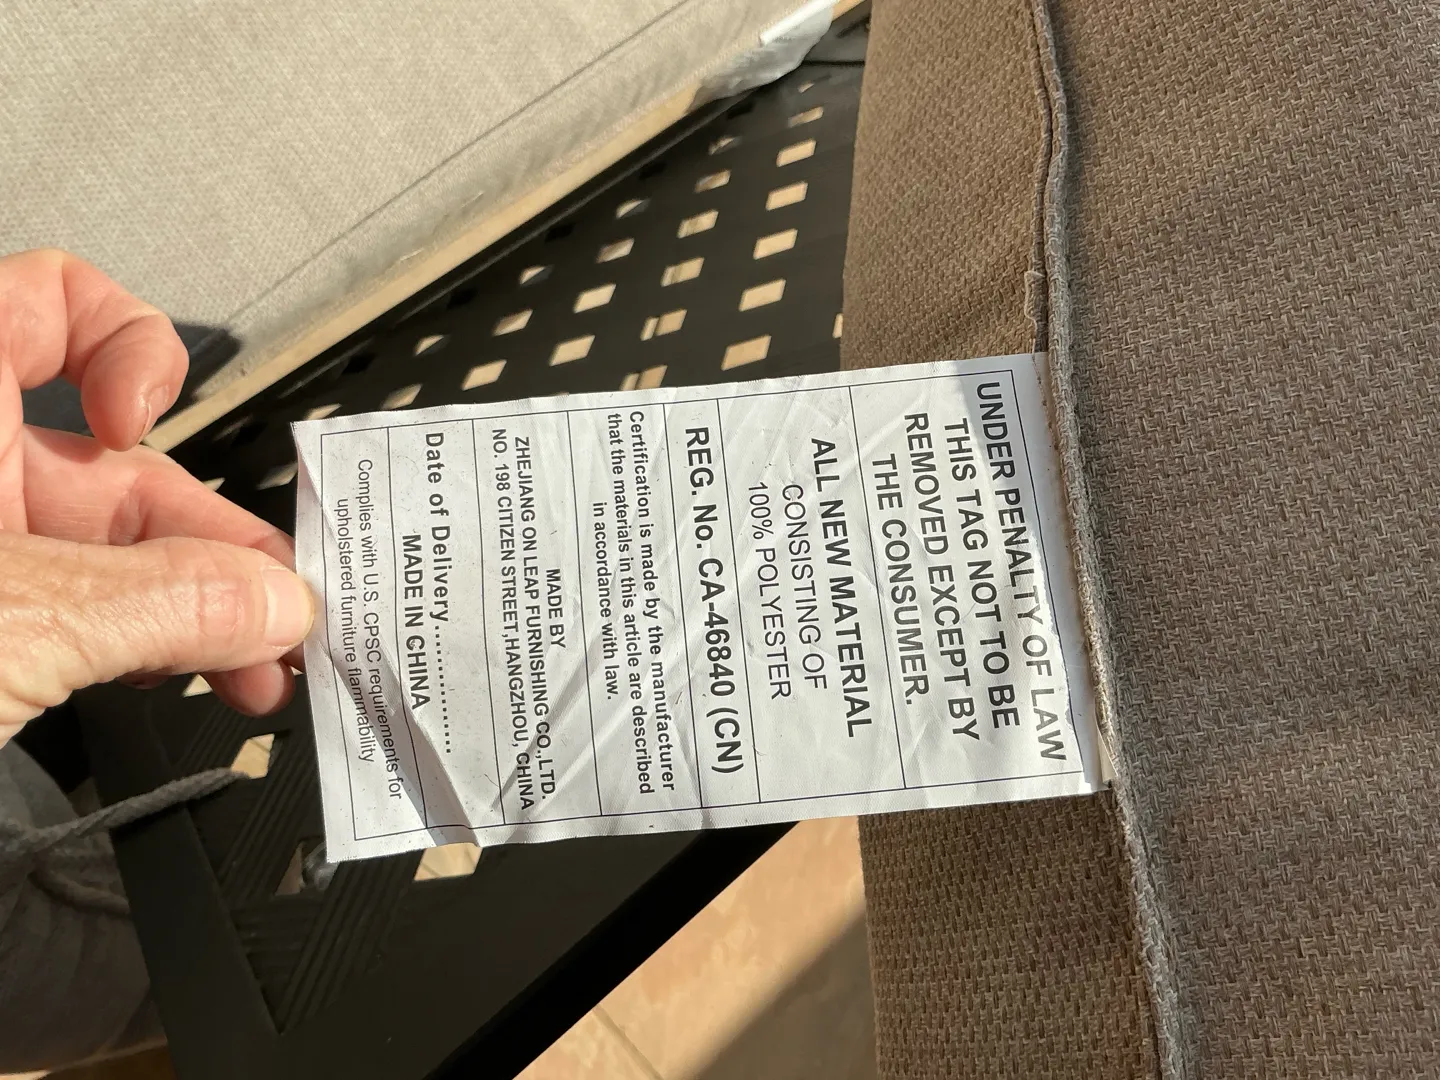 UNDER PENALTY OF LAW
THIS TAG NOT TO BE
REMOVED EXCEPT BY
THE CONSUMER.
ALL NEW MATERIAL
CONSISTING OF
100% POLYESTER
REG. No. CA-46840 (CN)
Certification is made by the manufacturer
that the materials in this article are described
in accordance with law.
MADE BY
ZHEJIANG ON LEAP FURNISHING CO.,LTD.
NO. 198 CITIZEN STREET,HANGZHOU, CHINA
Date of Delivery..............
MADE IN CHINA
Complies with U.S. CPSC requirements for
upholstered furniture flammability